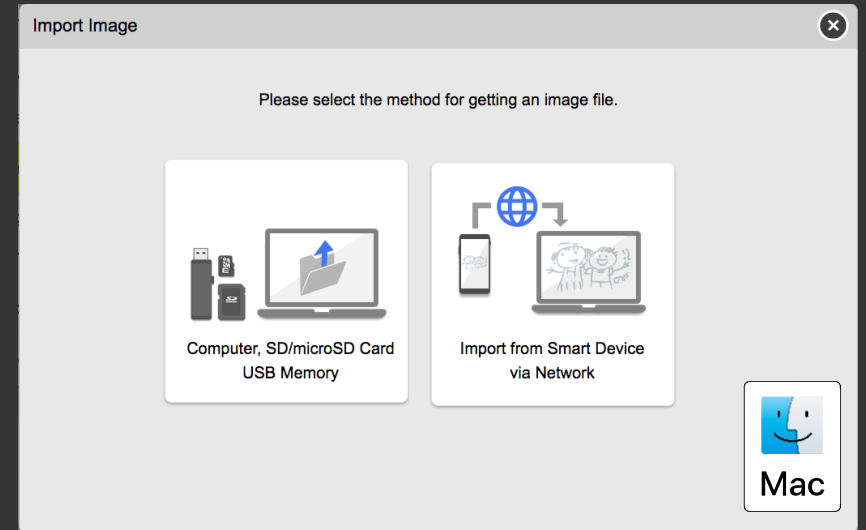 Import Image
Please select the method for getting an image file.
Computer, SD/microSD Card
USB Memory
Import from Smart Device
via Network
Mac